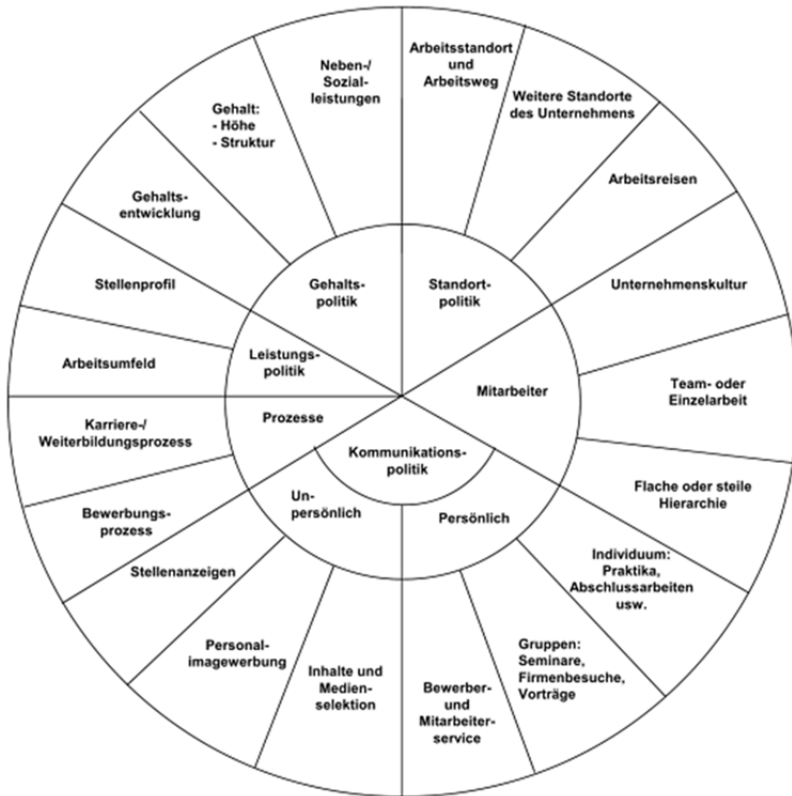 Neben-/
Sozial-
leistungen
Arbeitsstandort
und
Arbeitsweg
Weitere Standorte
des Unternehmens
Arbeitsreisen
Unternehmenskultur
Team- oder
Einzelarbeit
Flache oder steile
Hierarchie
Individuum:
Praktika,
Abschlussarbeiten
usw.
Gruppen:
Seminare,
Firmenbesuche,
Vorträge
Bewerber-
und
Mitarbeiter-
service
Inhalte und
Medien-
selektion
Personal-
imagewerbung
Stellenanzeigen
Bewerbungs-
prozess
Karriere-/
Weiterbildungsprozess
Arbeitsumfeld
Stellenprofil
Gehalts-
entwicklung
Gehalt:
- Höhe
- Struktur
Gehalts-
politik
Standort-
politik
Leistungs-
politik
Mitarbeiter
Prozesse
Kommunikations-
politik
Un-
persönlich
Persönlich